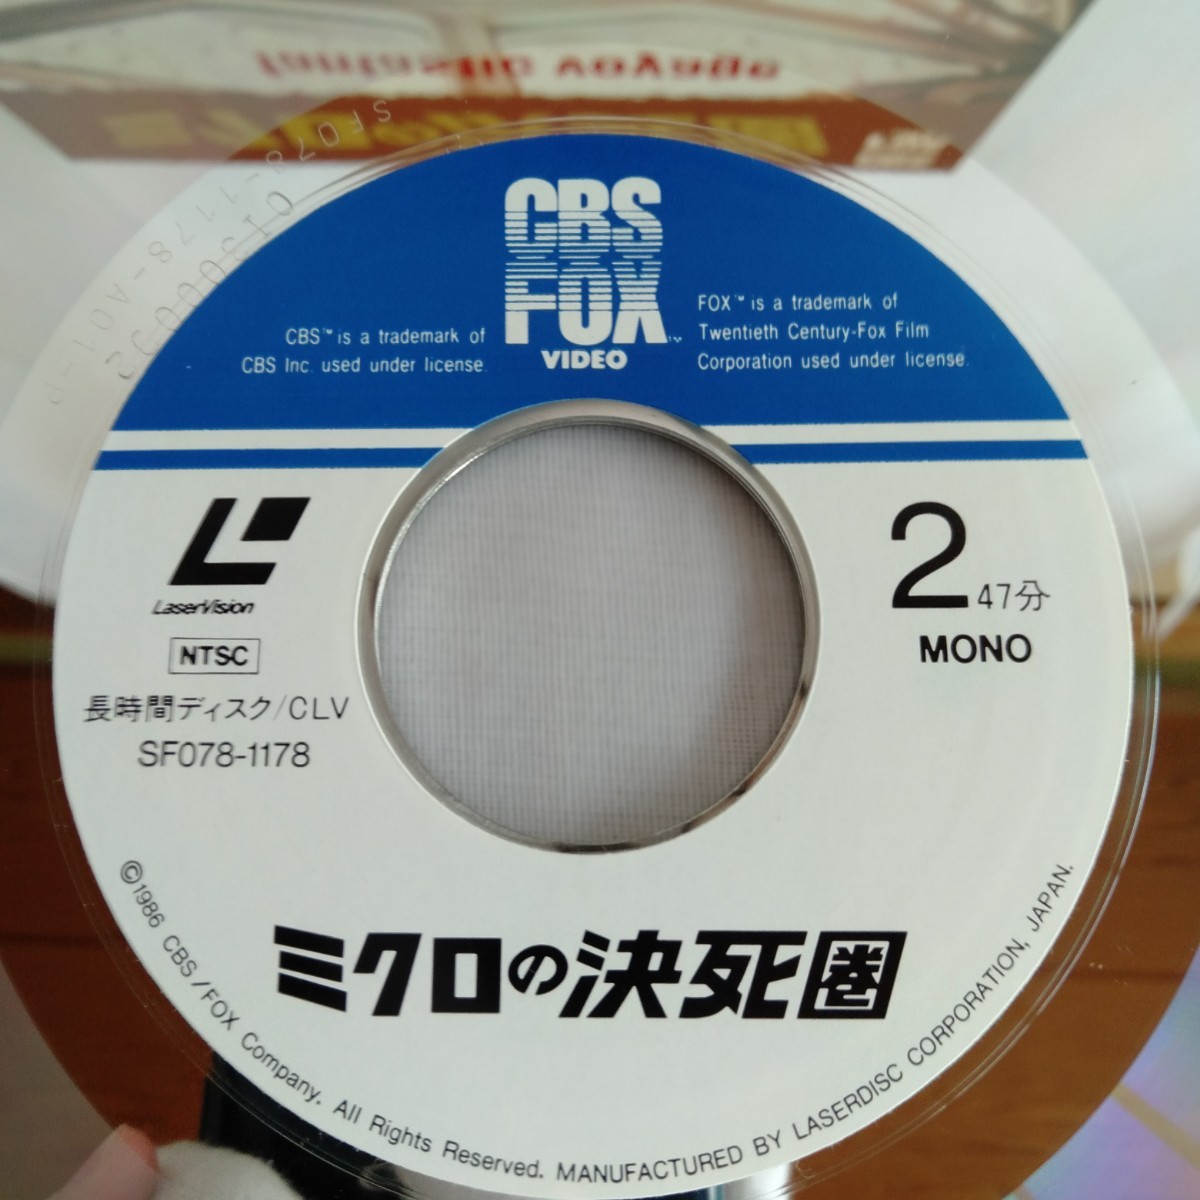 SF078-1178-A01-P
CBS
FOX
VIDEO
CBS™ is a trademark of
CBS Inc. used under license.
FOX™ is a trademark of
Twentieth Century-Fox Film
Corporation used under license.
LaserVision
NTSC
長時間ディスク/CLV
SF078-1178
2 47分
MONO
ミクロの決死圏
©1986 CBS/FOX Company. All Rights Reserved. MANUFACTURED BY LASERDISC CORPORATION, JAPAN.